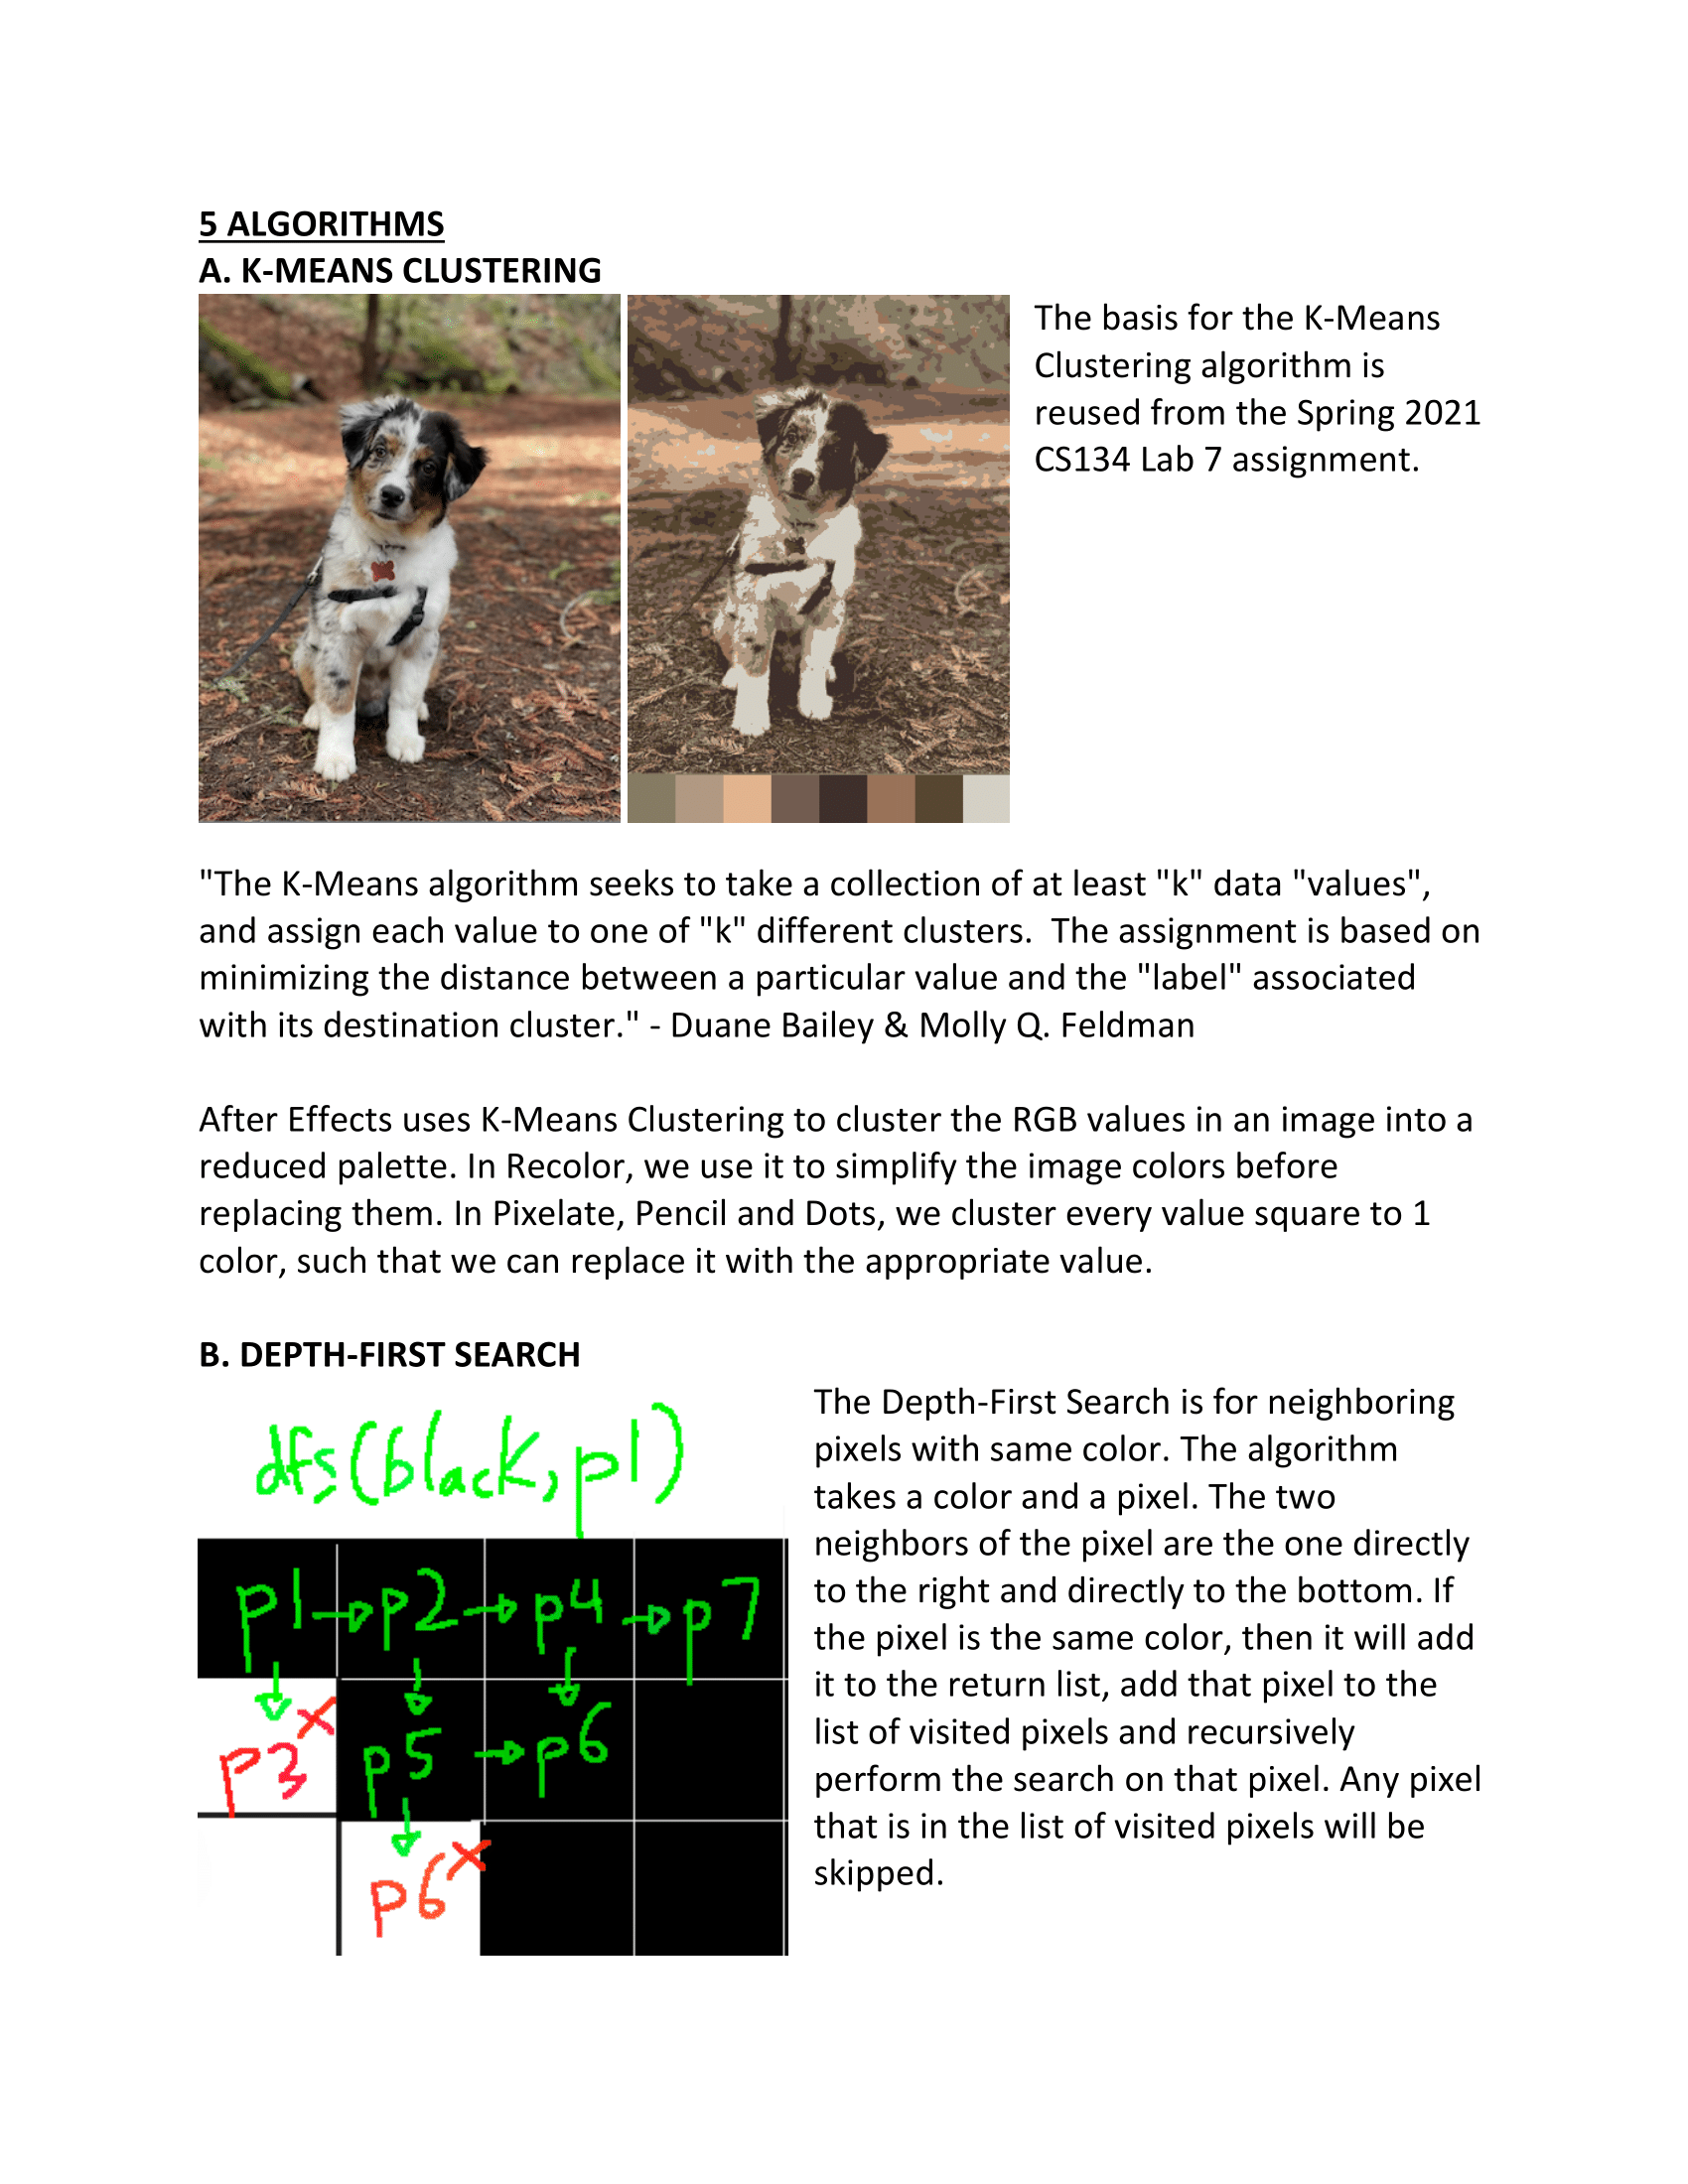 5 ALGORITHMS
A. K-MEANS CLUSTERING
The basis for the K-Means
Clustering algorithm is
reused from the Spring 2021
CS134 Lab 7 assignment.
"The K-Means algorithm seeks to take a collection of at least "k" data "values",
and assign each value to one of "k" different clusters.  The assignment is based on
minimizing the distance between a particular value and the "label" associated
with its destination cluster." - Duane Bailey & Molly Q. Feldman
After Effects uses K-Means Clustering to cluster the RGB values in an image into a
reduced palette. In Recolor, we use it to simplify the image colors before
replacing them. In Pixelate, Pencil and Dots, we cluster every value square to 1
color, such that we can replace it with the appropriate value.
B. DEPTH-FIRST SEARCH
dfs(black, p1)
p1 → p2 → p4 → p7
p3 x p5 → p6
p6 x
The Depth-First Search is for neighboring
pixels with same color. The algorithm
takes a color and a pixel. The two
neighbors of the pixel are the one directly
to the right and directly to the bottom. If
the pixel is the same color, then it will add
it to the return list, add that pixel to the
list of visited pixels and recursively
perform the search on that pixel. Any pixel
that is in the list of visited pixels will be
skipped.